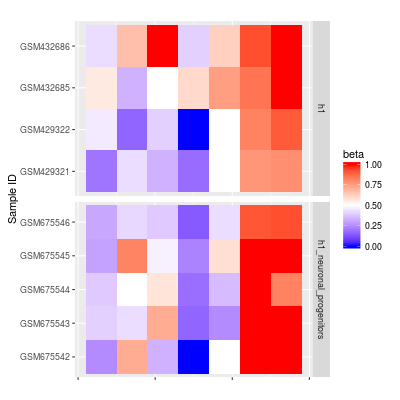 Sample ID
GSM432686
GSM432685
GSM429322
GSM429321
h1
GSM675546
GSM675545
GSM675544
GSM675543
GSM675542
h1_neuronal_progenitors
beta
1.00
0.75
0.50
0.25
0.00